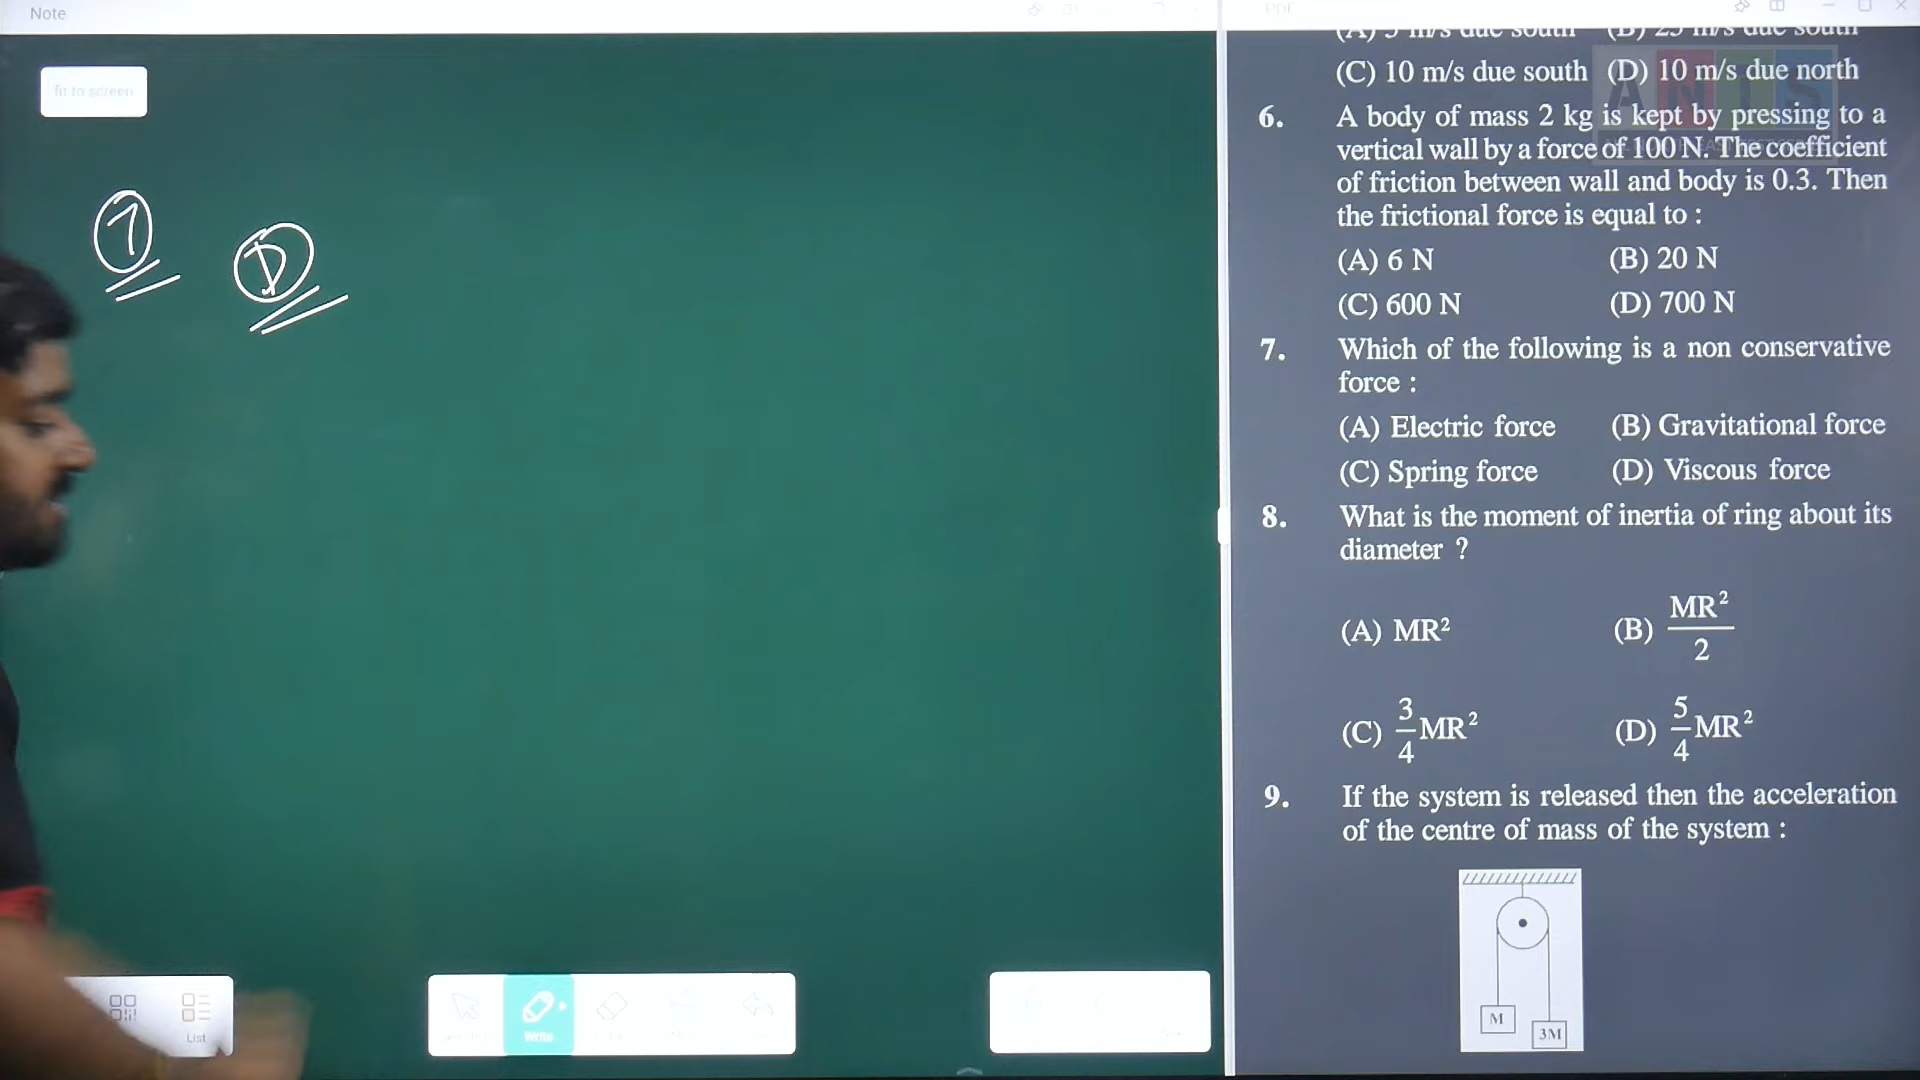 Note
PDF
fit to screen
7
D
(C) 10 m/s due south (D) 10 m/s due north
6. A body of mass 2 kg is kept by pressing to a
vertical wall by a force of 100 N. The coefficient
of friction between wall and body is 0.3. Then
the frictional force is equal to :
(A) 6 N (B) 20 N
(C) 600 N (D) 700 N
7. Which of the following is a non conservative
force :
(A) Electric force (B) Gravitational force
(C) Spring force (D) Viscous force
8. What is the moment of inertia of ring about its
diameter ?
(A) MR² (B) MR²/2
(C) 3/4 MR² (D) 5/4 MR²
9. If the system is released then the acceleration
of the centre of mass of the system :
M
3M
List
Write